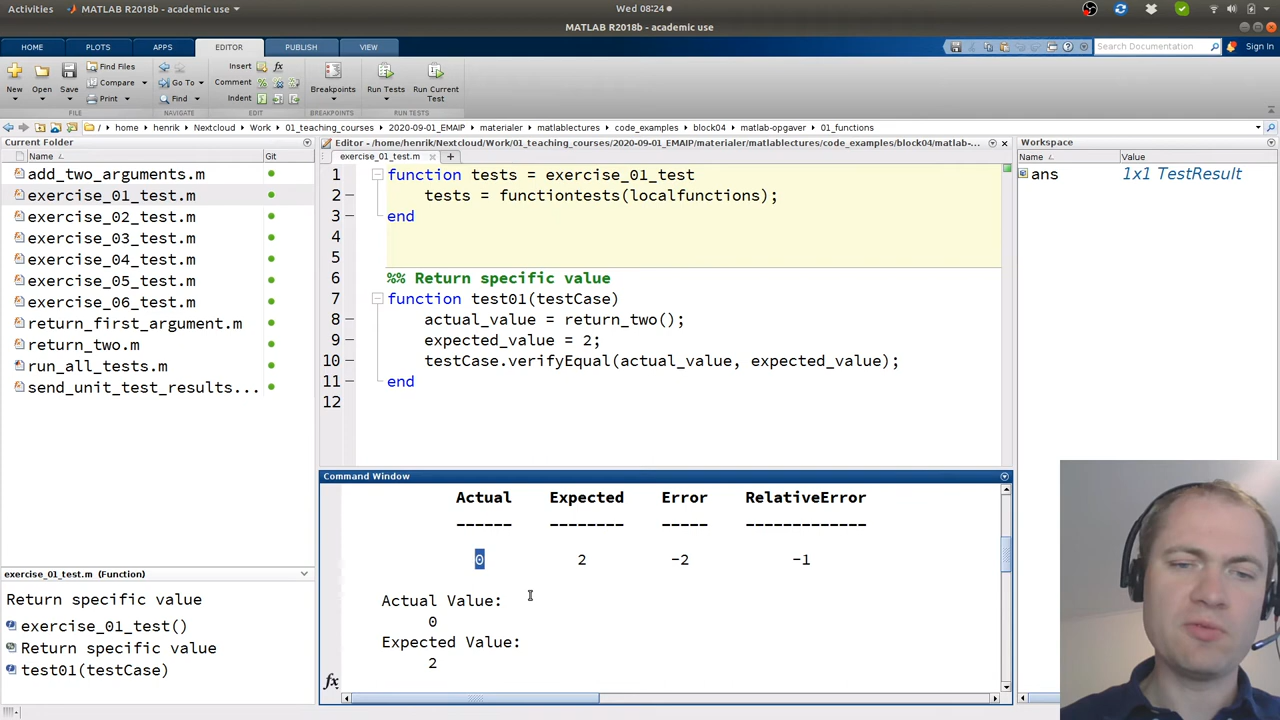 Activities MATLAB R2018b - academic use Wed 08:24
MATLAB R2018b - academic use
HOME PLOTS APPS EDITOR PUBLISH VIEW Search Documentation Sign In
New Open Save Find Files Compare Print Go To Find Insert Comment Indent fx Breakpoints Run Tests Run Current Test
FILE NAVIGATE EDIT BREAKPOINTS RUN TESTS
/ home henrik Nextcloud Work 01_teaching_courses 2020-09-01_EMAIP materialer matlablectures code_examples block04 matlab-opgaver 01_functions
Current Folder
Name Git
add_two_arguments.m
exercise_01_test.m
exercise_02_test.m
exercise_03_test.m
exercise_04_test.m
exercise_05_test.m
exercise_06_test.m
return_first_argument.m
return_two.m
run_all_tests.m
send_unit_test_results...
exercise_01_test.m (Function)
Return specific value
exercise_01_test()
Return specific value
test01(testCase)
Editor - /home/henrik/Nextcloud/Work/01_teaching_courses/2020-09-01_EMAIP/materialer/matlablectures/code_examples/block04/matlab-...
exercise_01_test.m
1 function tests = exercise_01_test
2 tests = functiontests(localfunctions);
3 end
4
5
6 %% Return specific value
7 function test01(testCase)
8 actual_value = return_two();
9 expected_value = 2;
10 testCase.verifyEqual(actual_value, expected_value);
11 end
12
Command Window
Actual Expected Error RelativeError
------ -------- ----- -------------
0 2 -2 -1
Actual Value:
0
Expected Value:
2
fx
Workspace
Name Value
ans 1x1 TestResult